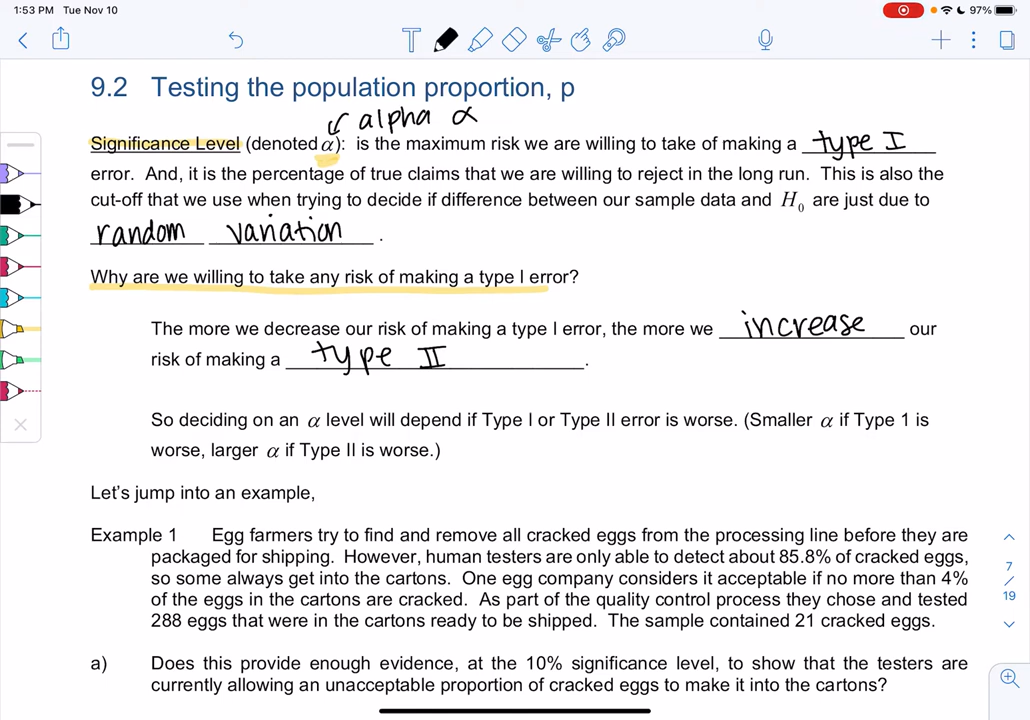 1:53 PM Tue Nov 10 97%
9.2 Testing the population proportion, p
alpha α
Significance Level (denoted α): is the maximum risk we are willing to take of making a type I
error. And, it is the percentage of true claims that we are willing to reject in the long run. This is also the
cut-off that we use when trying to decide if difference between our sample data and H₀ are just due to
random variation .
Why are we willing to take any risk of making a type I error?
The more we decrease our risk of making a type I error, the more we increase our
risk of making a type II .
So deciding on an α level will depend if Type I or Type II error is worse. (Smaller α if Type 1 is
worse, larger α if Type II is worse.)
Let's jump into an example,
Example 1 Egg farmers try to find and remove all cracked eggs from the processing line before they are
packaged for shipping. However, human testers are only able to detect about 85.8% of cracked eggs,
so some always get into the cartons. One egg company considers it acceptable if no more than 4%
of the eggs in the cartons are cracked. As part of the quality control process they chose and tested
288 eggs that were in the cartons ready to be shipped. The sample contained 21 cracked eggs.
7
/
19
a) Does this provide enough evidence, at the 10% significance level, to show that the testers are
currently allowing an unacceptable proportion of cracked eggs to make it into the cartons?